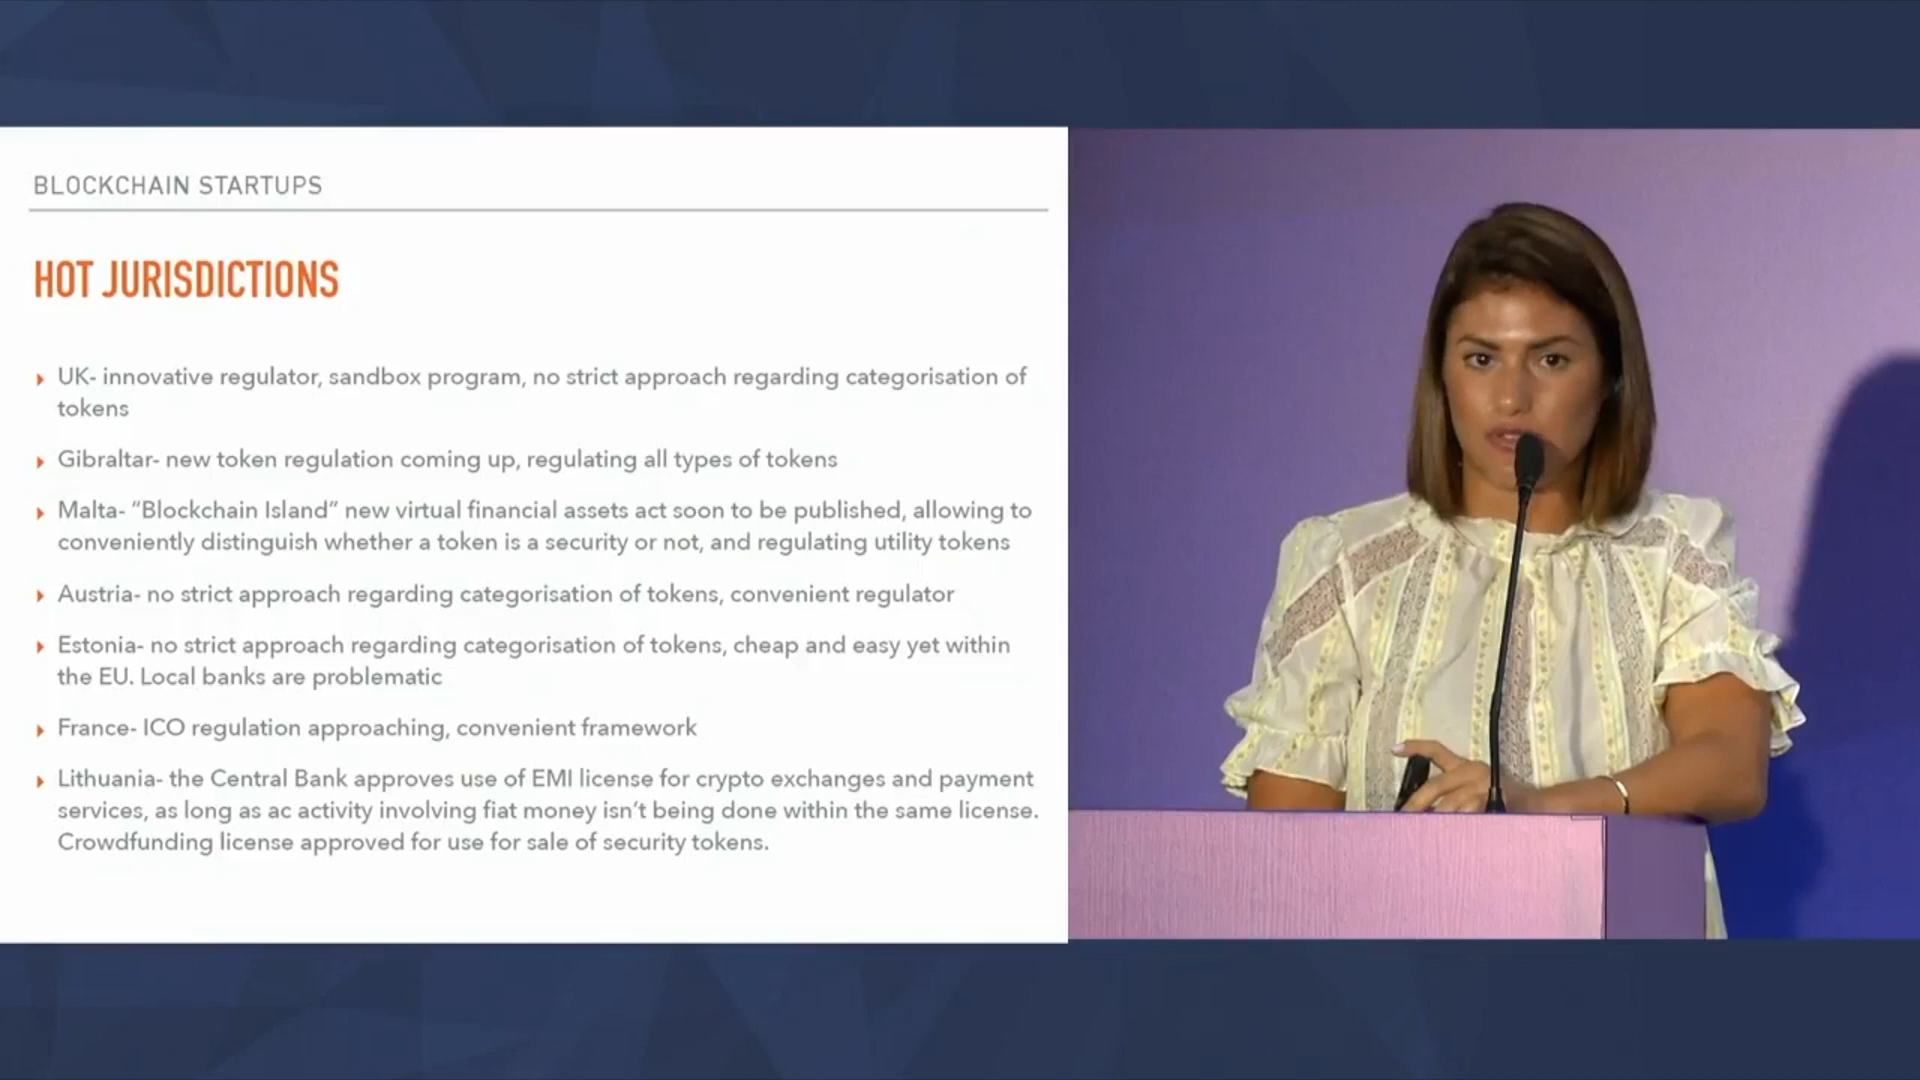 BLOCKCHAIN STARTUPS
HOT JURISDICTIONS
UK- innovative regulator, sandbox program, no strict approach regarding categorisation of
tokens
Gibraltar- new token regulation coming up, regulating all types of tokens
Malta- “Blockchain Island” new virtual financial assets act soon to be published, allowing to
conveniently distinguish whether a token is a security or not, and regulating utility tokens
Austria- no strict approach regarding categorisation of tokens, convenient regulator
Estonia- no strict approach regarding categorisation of tokens, cheap and easy yet within
the EU. Local banks are problematic
France- ICO regulation approaching, convenient framework
Lithuania- the Central Bank approves use of EMI license for crypto exchanges and payment
services, as long as ac activity involving fiat money isn’t being done within the same license.
Crowdfunding license approved for use for sale of security tokens.